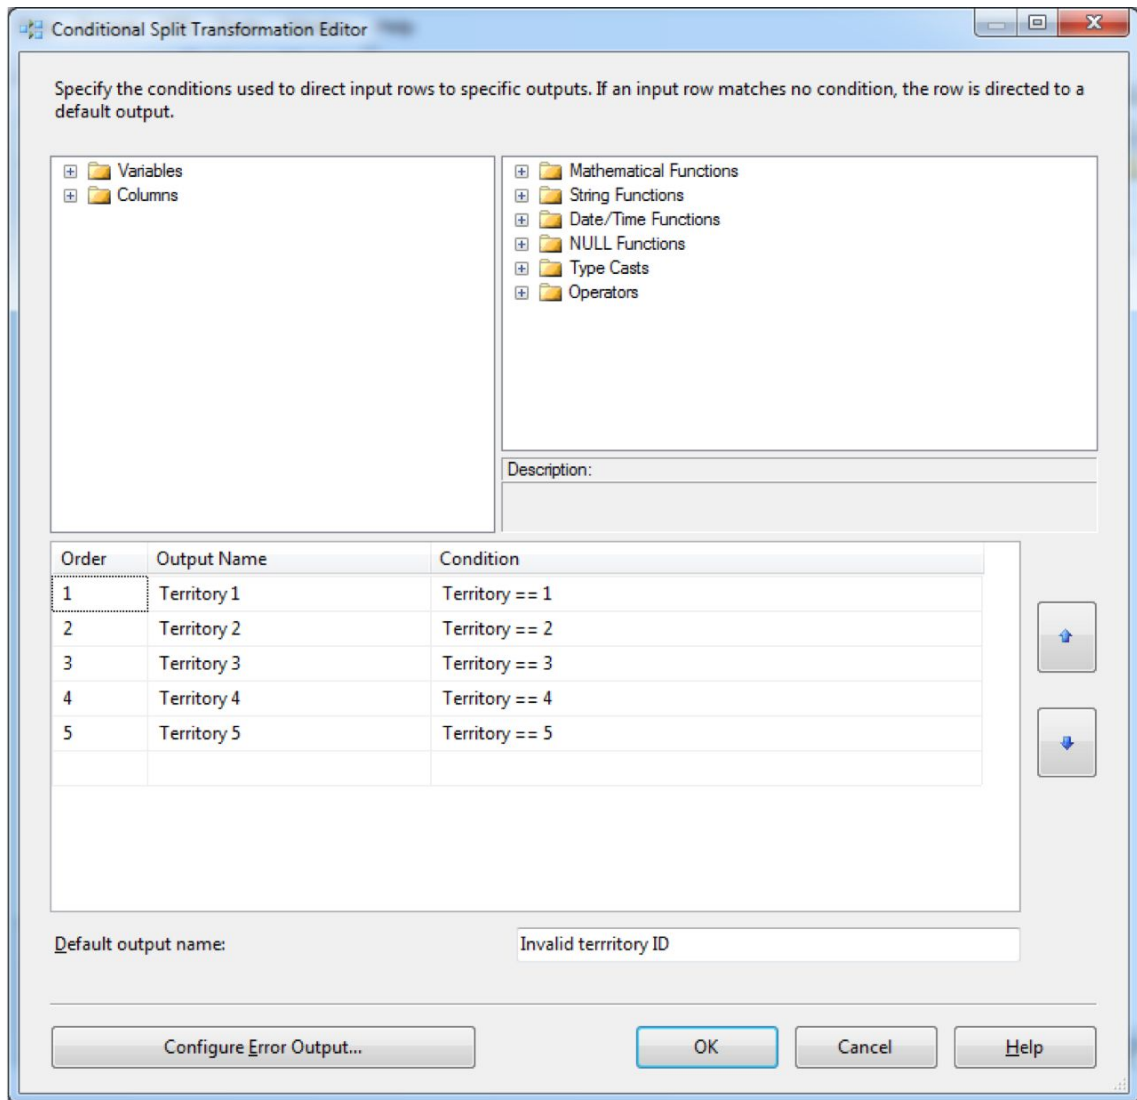 Conditional Split Transformation Editor
Specify the conditions used to direct input rows to specific outputs. If an input row matches no condition, the row is directed to a
default output.
Variables
Columns
Mathematical Functions
String Functions
Date/Time Functions
NULL Functions
Type Casts
Operators
Description:
Order Output Name Condition
1 Territory 1 Territory == 1
2 Territory 2 Territory == 2
3 Territory 3 Territory == 3
4 Territory 4 Territory == 4
5 Territory 5 Territory == 5
Default output name: Invalid terrritory ID
Configure Error Output... OK Cancel Help